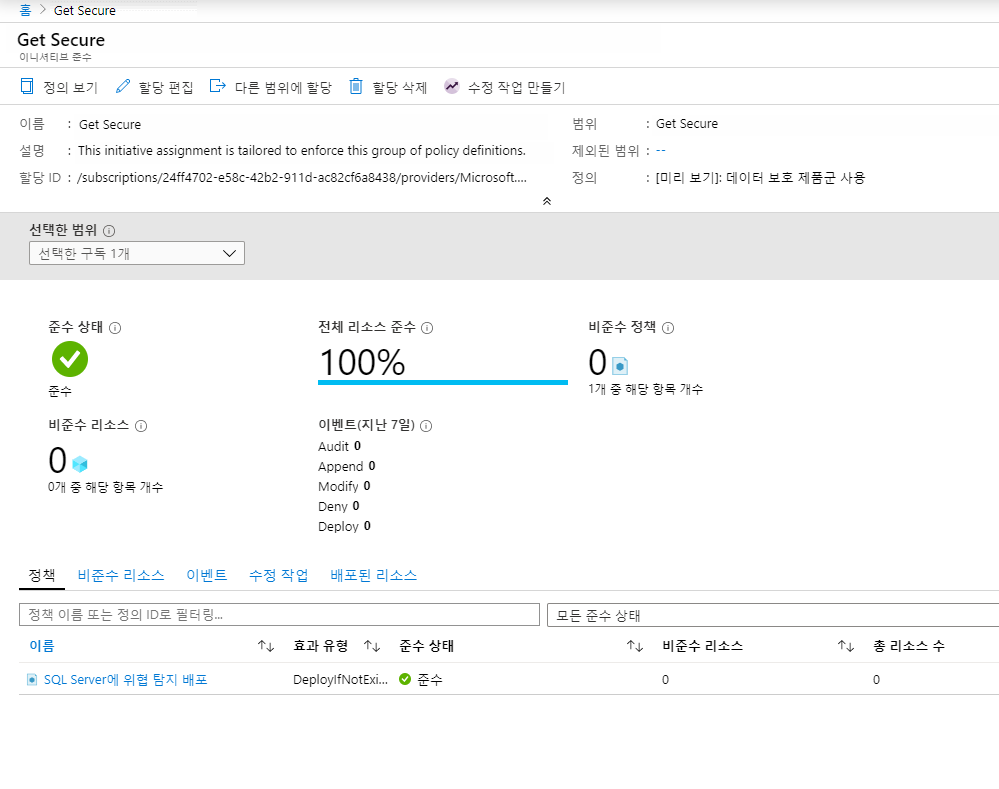 홈 > Get Secure
Get Secure
이니셔티브 준수
정의 보기 할당 편집 다른 범위에 할당 할당 삭제 수정 작업 만들기
이름 : Get Secure 범위 : Get Secure
설명 : This initiative assignment is tailored to enforce this group of policy definitions. 제외된 범위 : --
할당 ID : /subscriptions/24ff4702-e58c-42b2-911d-ac82cf6a8438/providers/Microsoft.... 정의 : [미리 보기]: 데이터 보호 제품군 사용
선택한 범위
선택한 구독 1개
준수 상태 전체 리소스 준수 비준수 정책
100% 0
준수 1개 중 해당 항목 개수
비준수 리소스 이벤트(지난 7일)
Audit 0
0 Append 0
0개 중 해당 항목 개수 Modify 0
Deny 0
Deploy 0
정책 비준수 리소스 이벤트 수정 작업 배포된 리소스
정책 이름 또는 정의 ID로 필터링... 모든 준수 상태
이름 효과 유형 준수 상태 비준수 리소스 총 리소스 수
SQL Server에 위협 탐지 배포 DeployIfNotExi... 준수 0 0